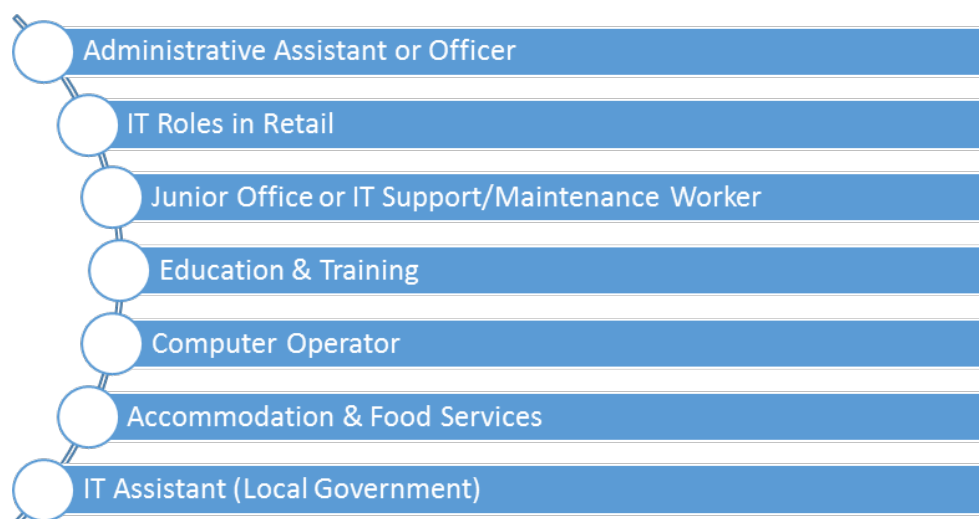 Administrative Assistant or Officer
IT Roles in Retail
Junior Office or IT Support/Maintenance Worker
Education & Training
Computer Operator
Accommodation & Food Services
IT Assistant (Local Government)